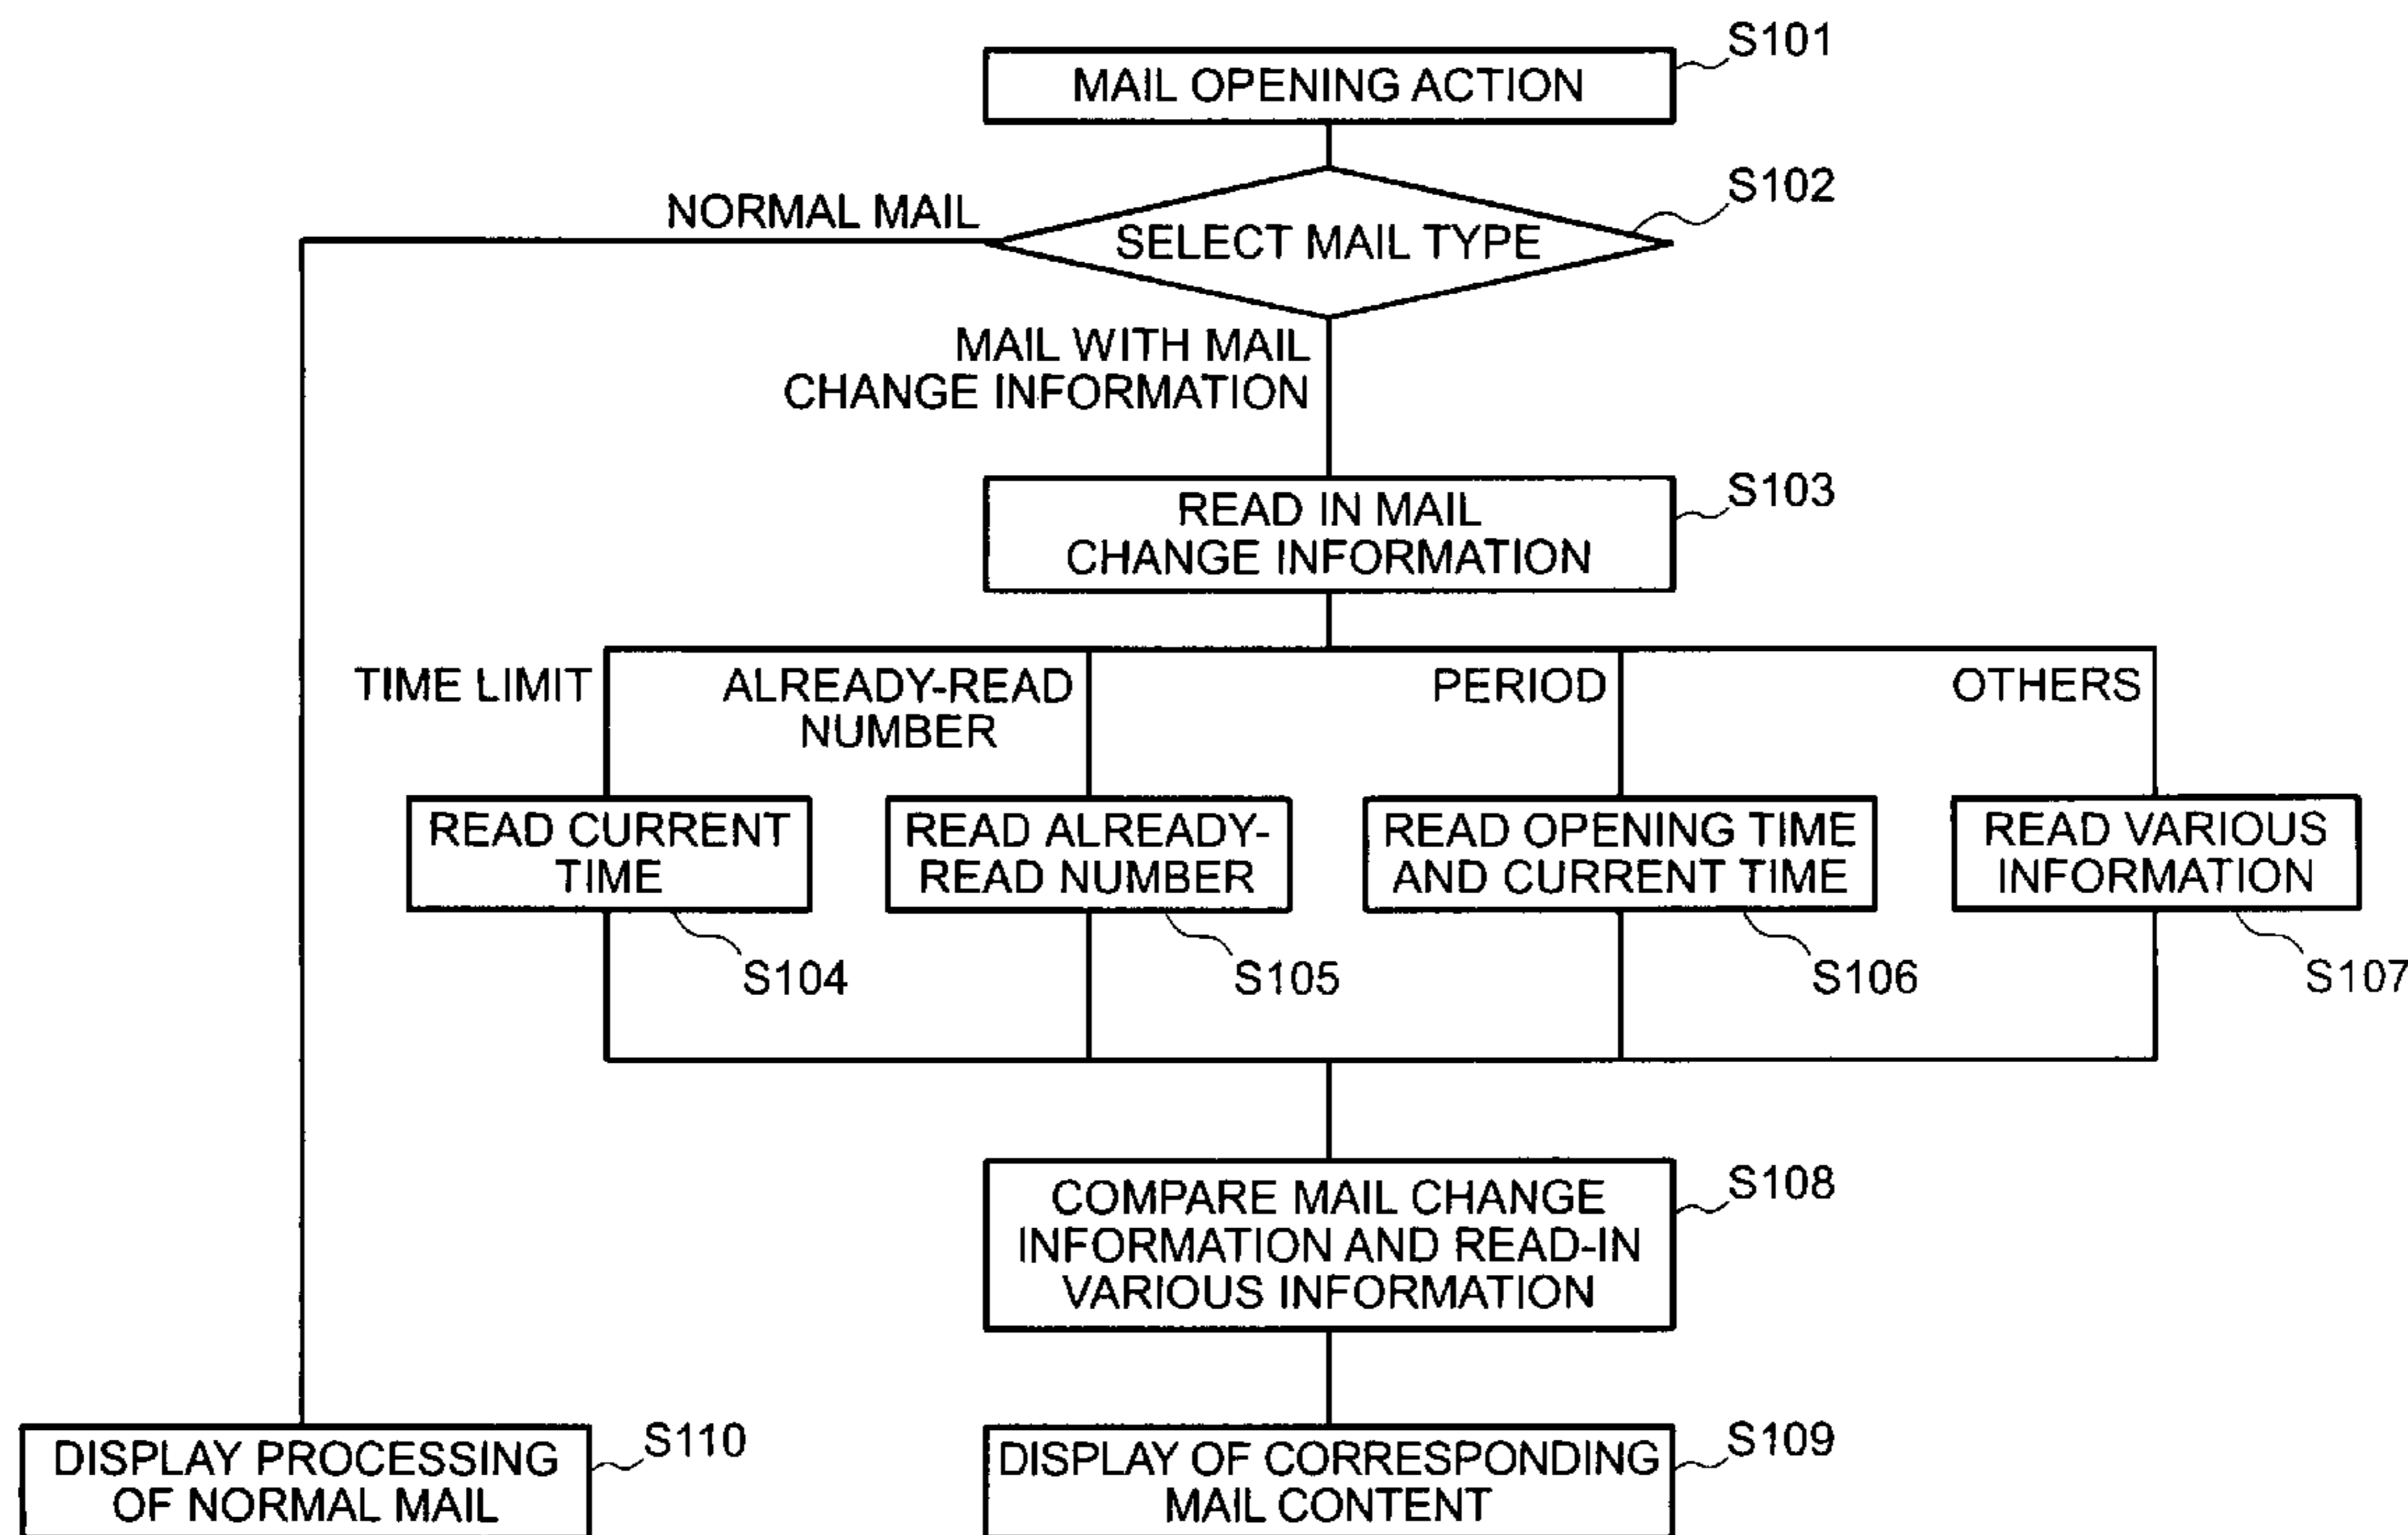 S101
MAIL OPENING ACTION
S102
NORMAL MAIL
SELECT MAIL TYPE
MAIL WITH MAIL
CHANGE INFORMATION
S103
READ IN MAIL
CHANGE INFORMATION
TIME LIMIT
ALREADY-READ
NUMBER
PERIOD
OTHERS
READ CURRENT
TIME
READ ALREADY-
READ NUMBER
READ OPENING TIME
AND CURRENT TIME
READ VARIOUS
INFORMATION
S104
S105
S106
S107
COMPARE MAIL CHANGE
INFORMATION AND READ-IN
VARIOUS INFORMATION
S108
DISPLAY PROCESSING
OF NORMAL MAIL
S110
DISPLAY OF CORRESPONDING
MAIL CONTENT
S109